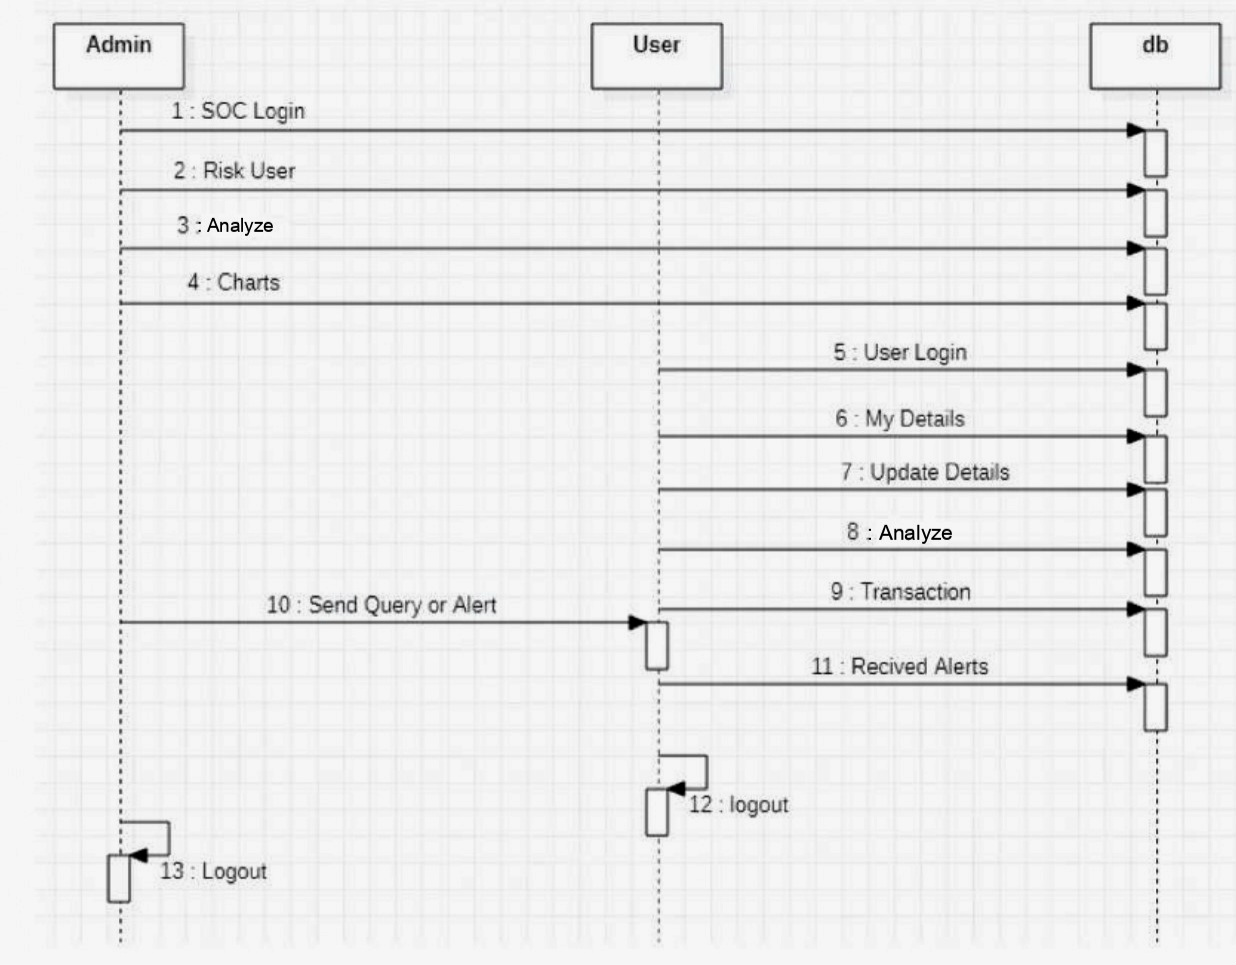 Admin
User
db
1 : SOC Login
2 : Risk User
3 : Analyze
4 : Charts
5 : User Login
6 : My Details
7 : Update Details
8 : Analyze
9 : Transaction
10 : Send Query or Alert
11 : Recived Alerts
12 : logout
13 : Logout